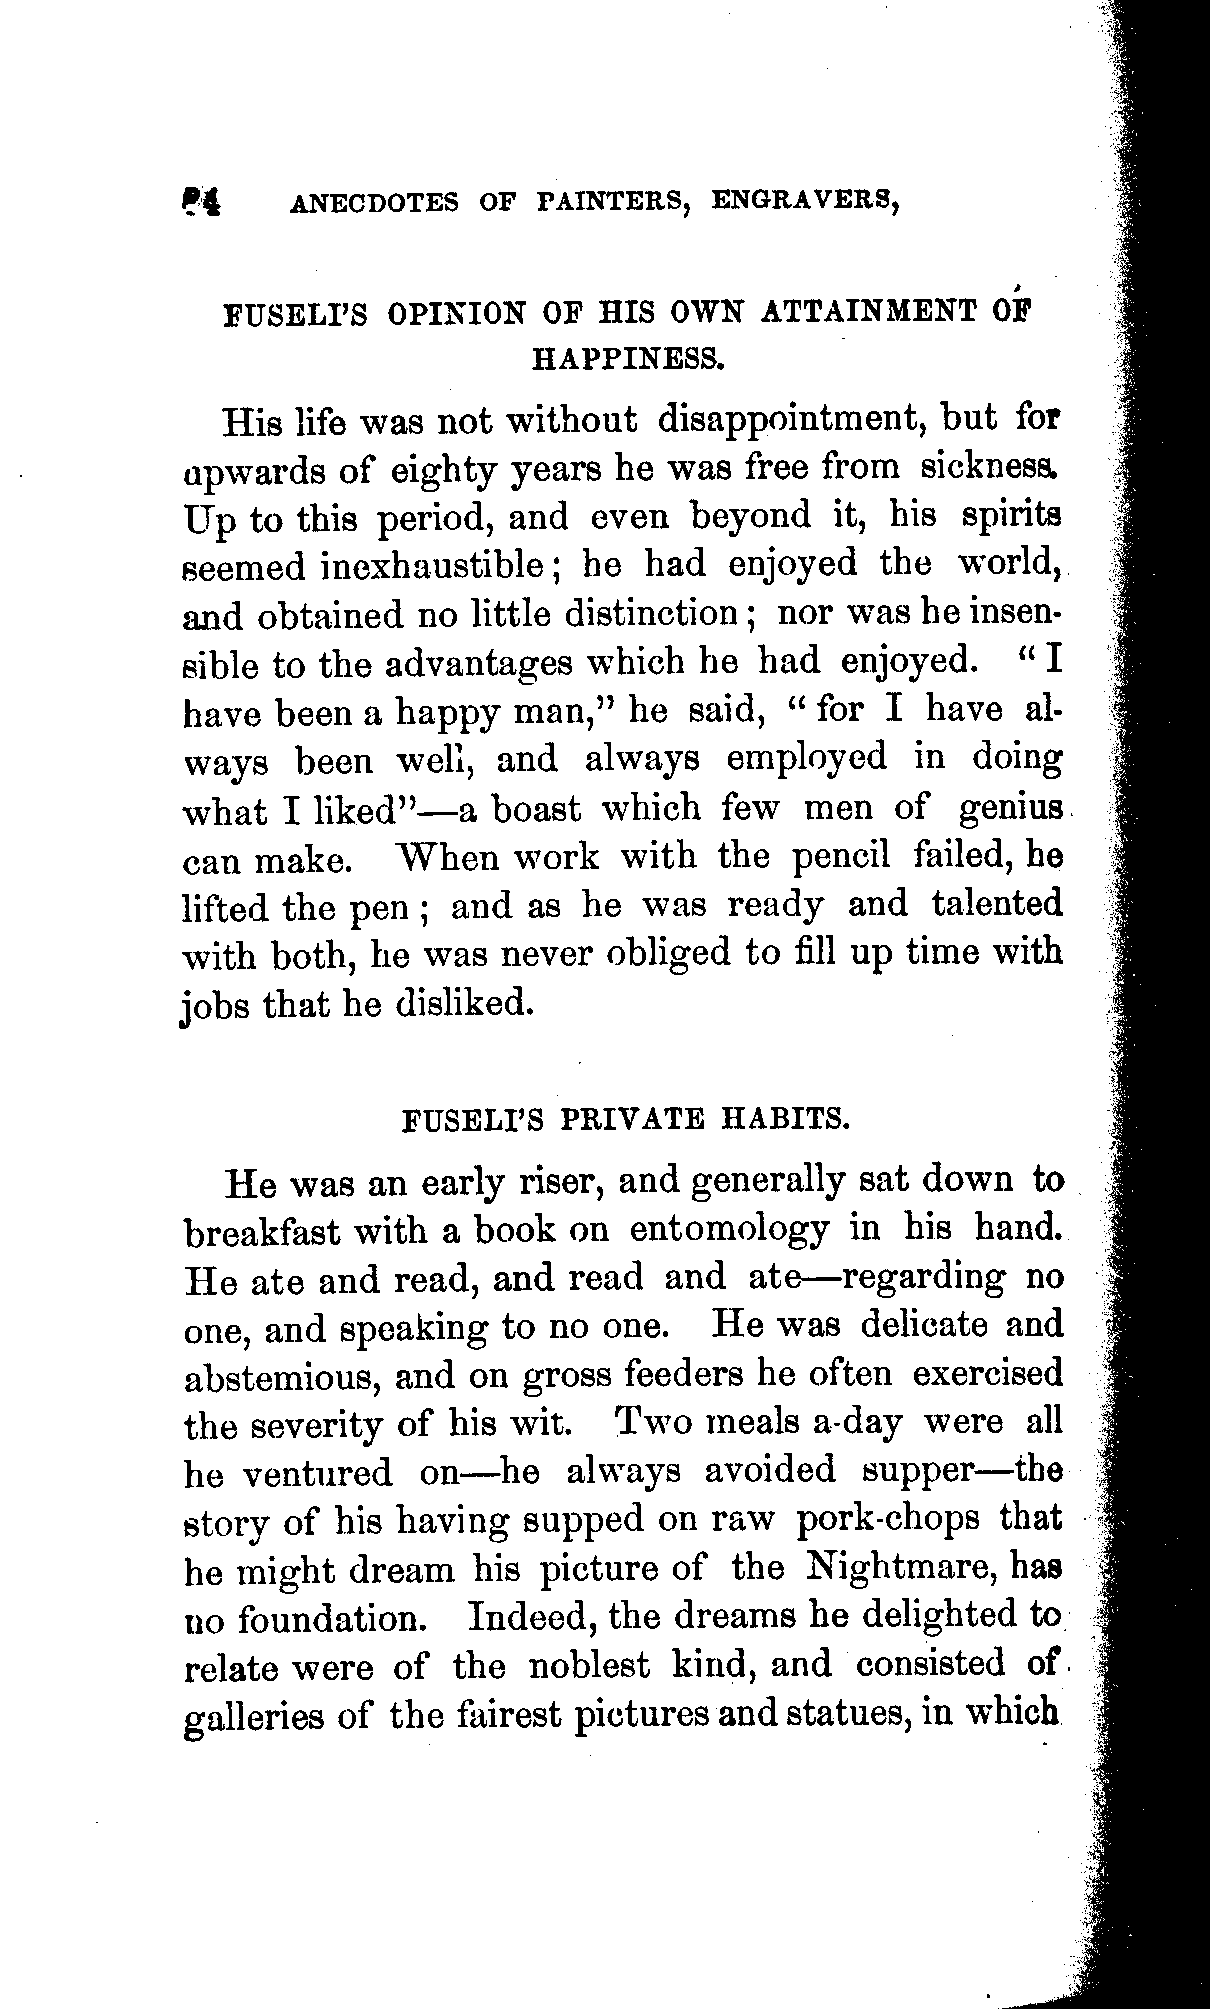 ANECDOTES OF PAINTERS, ENGRAVERS,
FUSELI'S OPINION OF HIS OWN ATTAINMENT OF
HAPPINESS.
His life was not without disappointment, but for
upwards of eighty years he was free from sickness.
Up to this period, and even beyond it, his spirits
seemed inexhaustible; he had enjoyed the world,
and obtained no little distinction; nor was he insen-
sible to the advantages which he had enjoyed. "I
have been a happy man," he said, "for I have al-
ways been well, and always employed in doing
what I liked"—a boast which few men of genius
can make. When work with the pencil failed, he
lifted the pen; and as he was ready and talented
with both, he was never obliged to fill up time with
jobs that he disliked.
FUSELI'S PRIVATE HABITS.
He was an early riser, and generally sat down to
breakfast with a book on entomology in his hand.
He ate and read, and read and ate—regarding no
one, and speaking to no one. He was delicate and
abstemious, and on gross feeders he often exercised
the severity of his wit. Two meals a-day were all
he ventured on—he always avoided supper—the
story of his having supped on raw pork-chops that
he might dream his picture of the Nightmare, has
no foundation. Indeed, the dreams he delighted to
relate were of the noblest kind, and consisted of
galleries of the fairest pictures and statues, in which